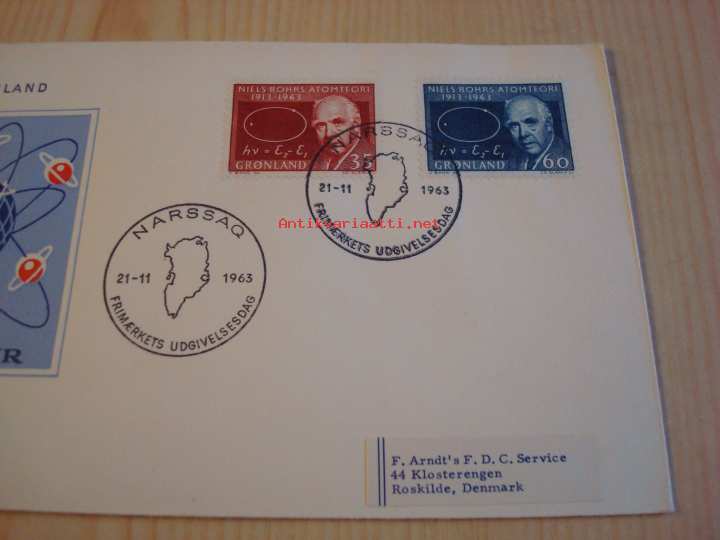 LAND
NIELS BOHRS ATOMTEORI
1913-1963
hν = E₂-E₁
35
GRØNLAND
NIELS BOHRS ATOMTEORI
1913-1963
hν = E₂-E₁
60
GRØNLAND
NARSSAQ
21-11 1963
FRIMÆRKETS UDGIVELSESDAG
Antikvariaatti.net
NARSSAQ
21-11 1963
FRIMÆRKETS UDGIVELSESDAG
F. Arndt's F. D. C. Service
44 Klosterengen
Roskilde, Denmark